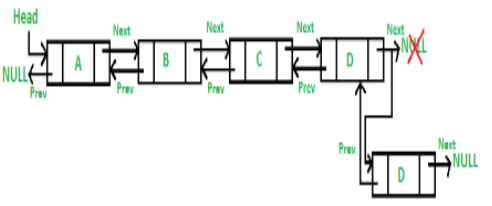 Head
Next Next Next Next
NULL A B C D NULL
Prev Prev Prev Prev
Prev Next
D NULL